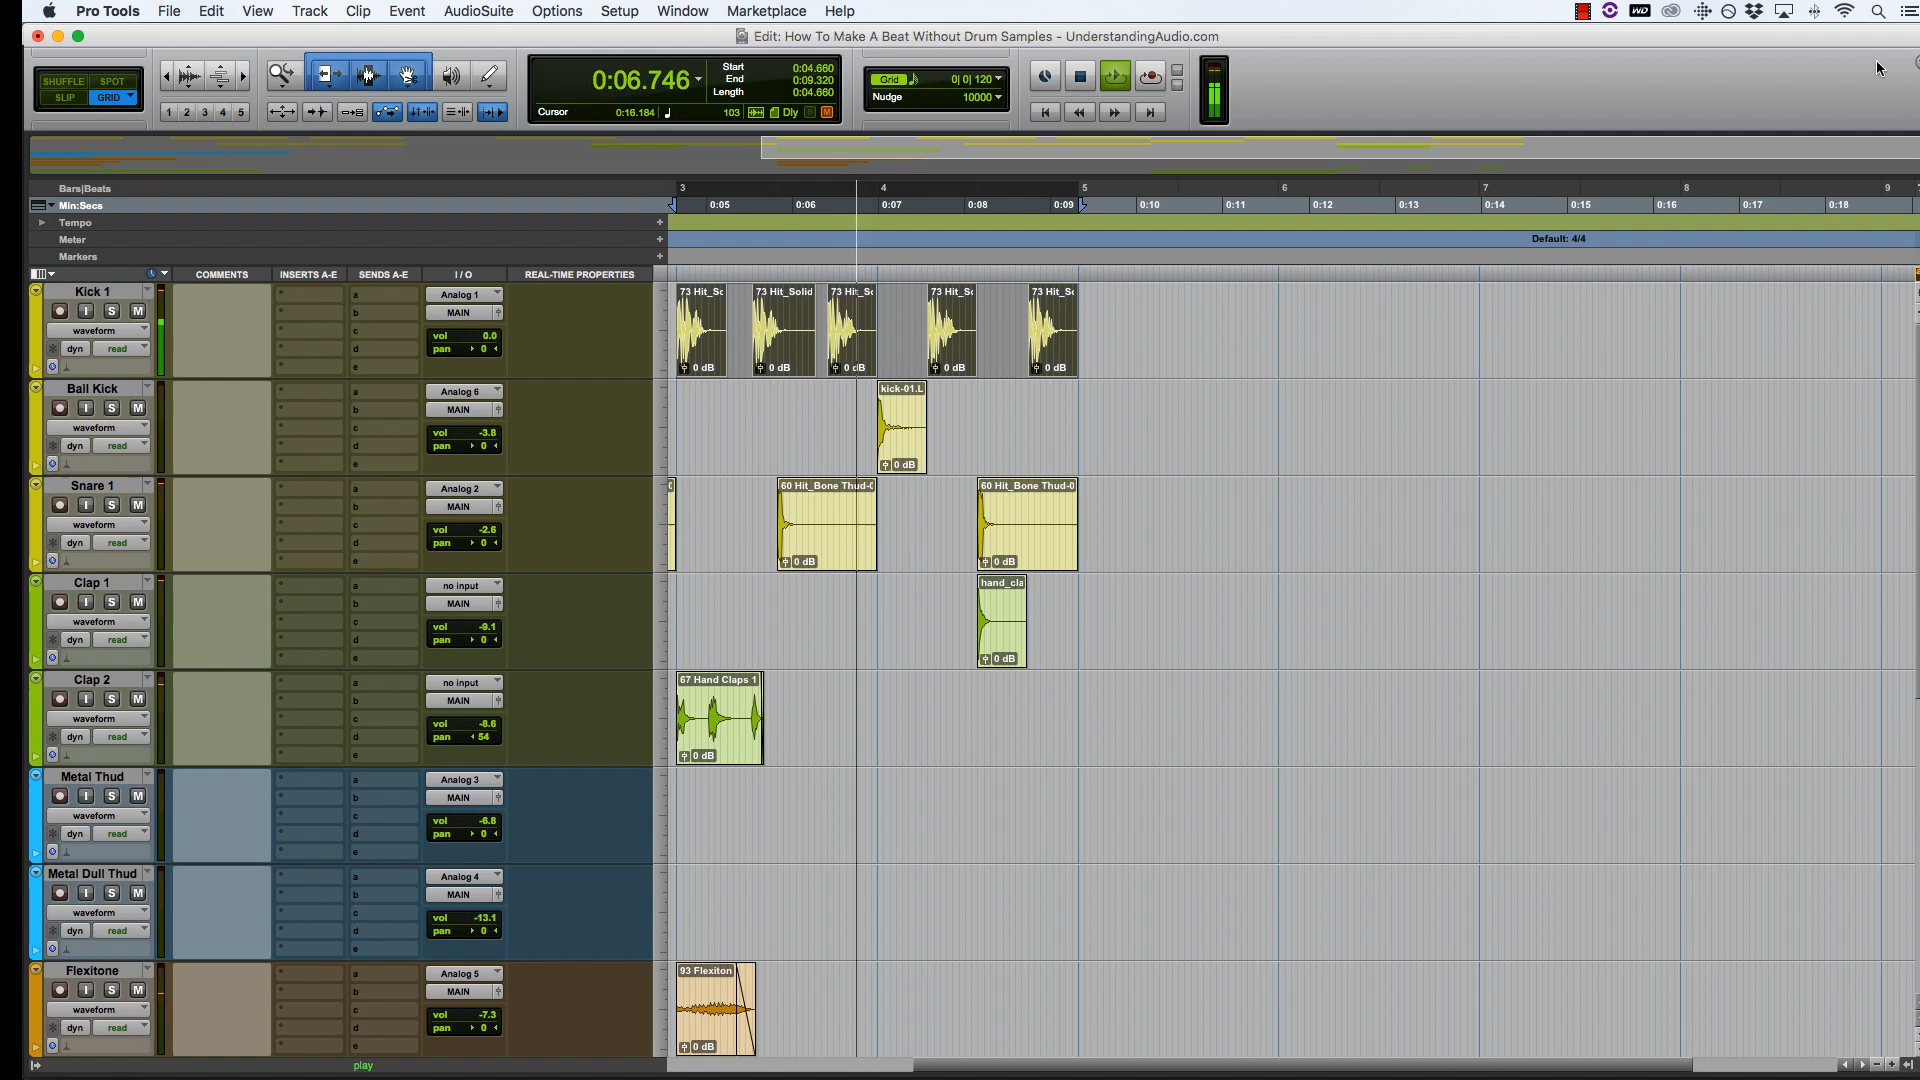 Pro Tools File Edit View Track Clip Event AudioSuite Options Setup Window Marketplace Help
Edit: How To Make A Beat Without Drum Samples - UnderstandingAudio.com
SHUFFLE SPOT
SLIP GRID
1 2 3 4 5
0:06.746
Start 0:04.660
End 0:09.320
Length 0:04.660
Cursor 0:16.184 103 Dly S M
Grid 0| 0| 120
Nudge 10000
Bars|Beats 3 4 5 6 7 8 9
Min:Secs 0:05 0:06 0:07 0:08 0:09 0:10 0:11 0:12 0:13 0:14 0:15 0:16 0:17 0:18
Tempo
Meter Default: 4/4
Markers
COMMENTS INSERTS A-E SENDS A-E I / O REAL-TIME PROPERTIES
Kick 1
I S M
waveform
dyn read
a b c d e
Analog 1
MAIN
vol 0.0
pan 0
73 Hit_Sc 73 Hit_Solid 73 Hit_Sc 73 Hit_Sc 73 Hit_Sc
0 dB 0 dB 0 dB 0 dB 0 dB
Ball Kick
I S M
waveform
dyn read
a b c d e
Analog 6
MAIN
vol -3.8
pan 0
kick-01.L
0 dB
Snare 1
I S M
waveform
dyn read
a b c d e
Analog 2
MAIN
vol -2.6
pan 0
60 Hit_Bone Thud-0 60 Hit_Bone Thud-0
0 dB 0 dB
Clap 1
I S M
waveform
dyn read
a b c d e
no input
MAIN
vol -9.1
pan 0
hand_cla
0 dB
Clap 2
I S M
waveform
dyn read
a b c d e
no input
MAIN
vol -8.6
pan 54
67 Hand Claps 1
0 dB
Metal Thud
I S M
waveform
dyn read
a b c d e
Analog 3
MAIN
vol -6.8
pan 0
Metal Dull Thud
I S M
waveform
dyn read
a b c d e
Analog 4
MAIN
vol -13.1
pan 0
Flexitone
I S M
waveform
dyn read
a b c d e
Analog 5
MAIN
vol -7.3
pan 0
93 Flexiton
0 dB
play